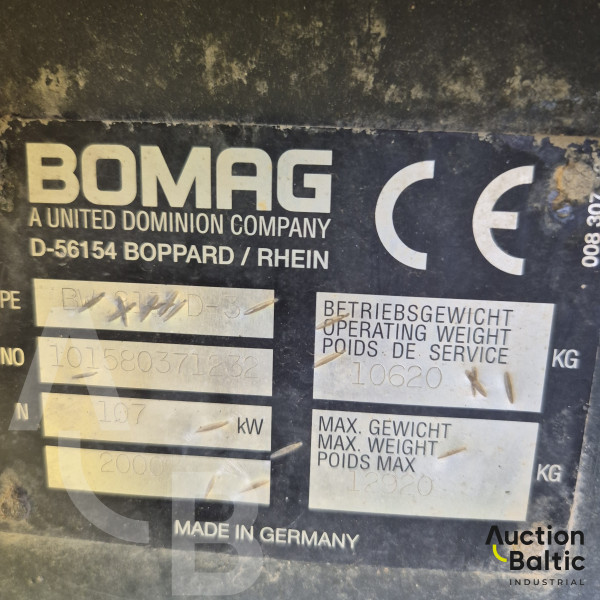 BOMAG
A UNITED DOMINION COMPANY
D-56154 BOPPARD / RHEIN
CE
008 307
PE
NO 101580371232
N 107 kW
2000
BETRIEBSGEWICHT
OPERATING WEIGHT
POIDS DE SERVICE
10620 KG
MAX. GEWICHT
MAX. WEIGHT
POIDS MAX
KG
MADE IN GERMANY
ACB
Auction
Baltic
INDUSTRIAL